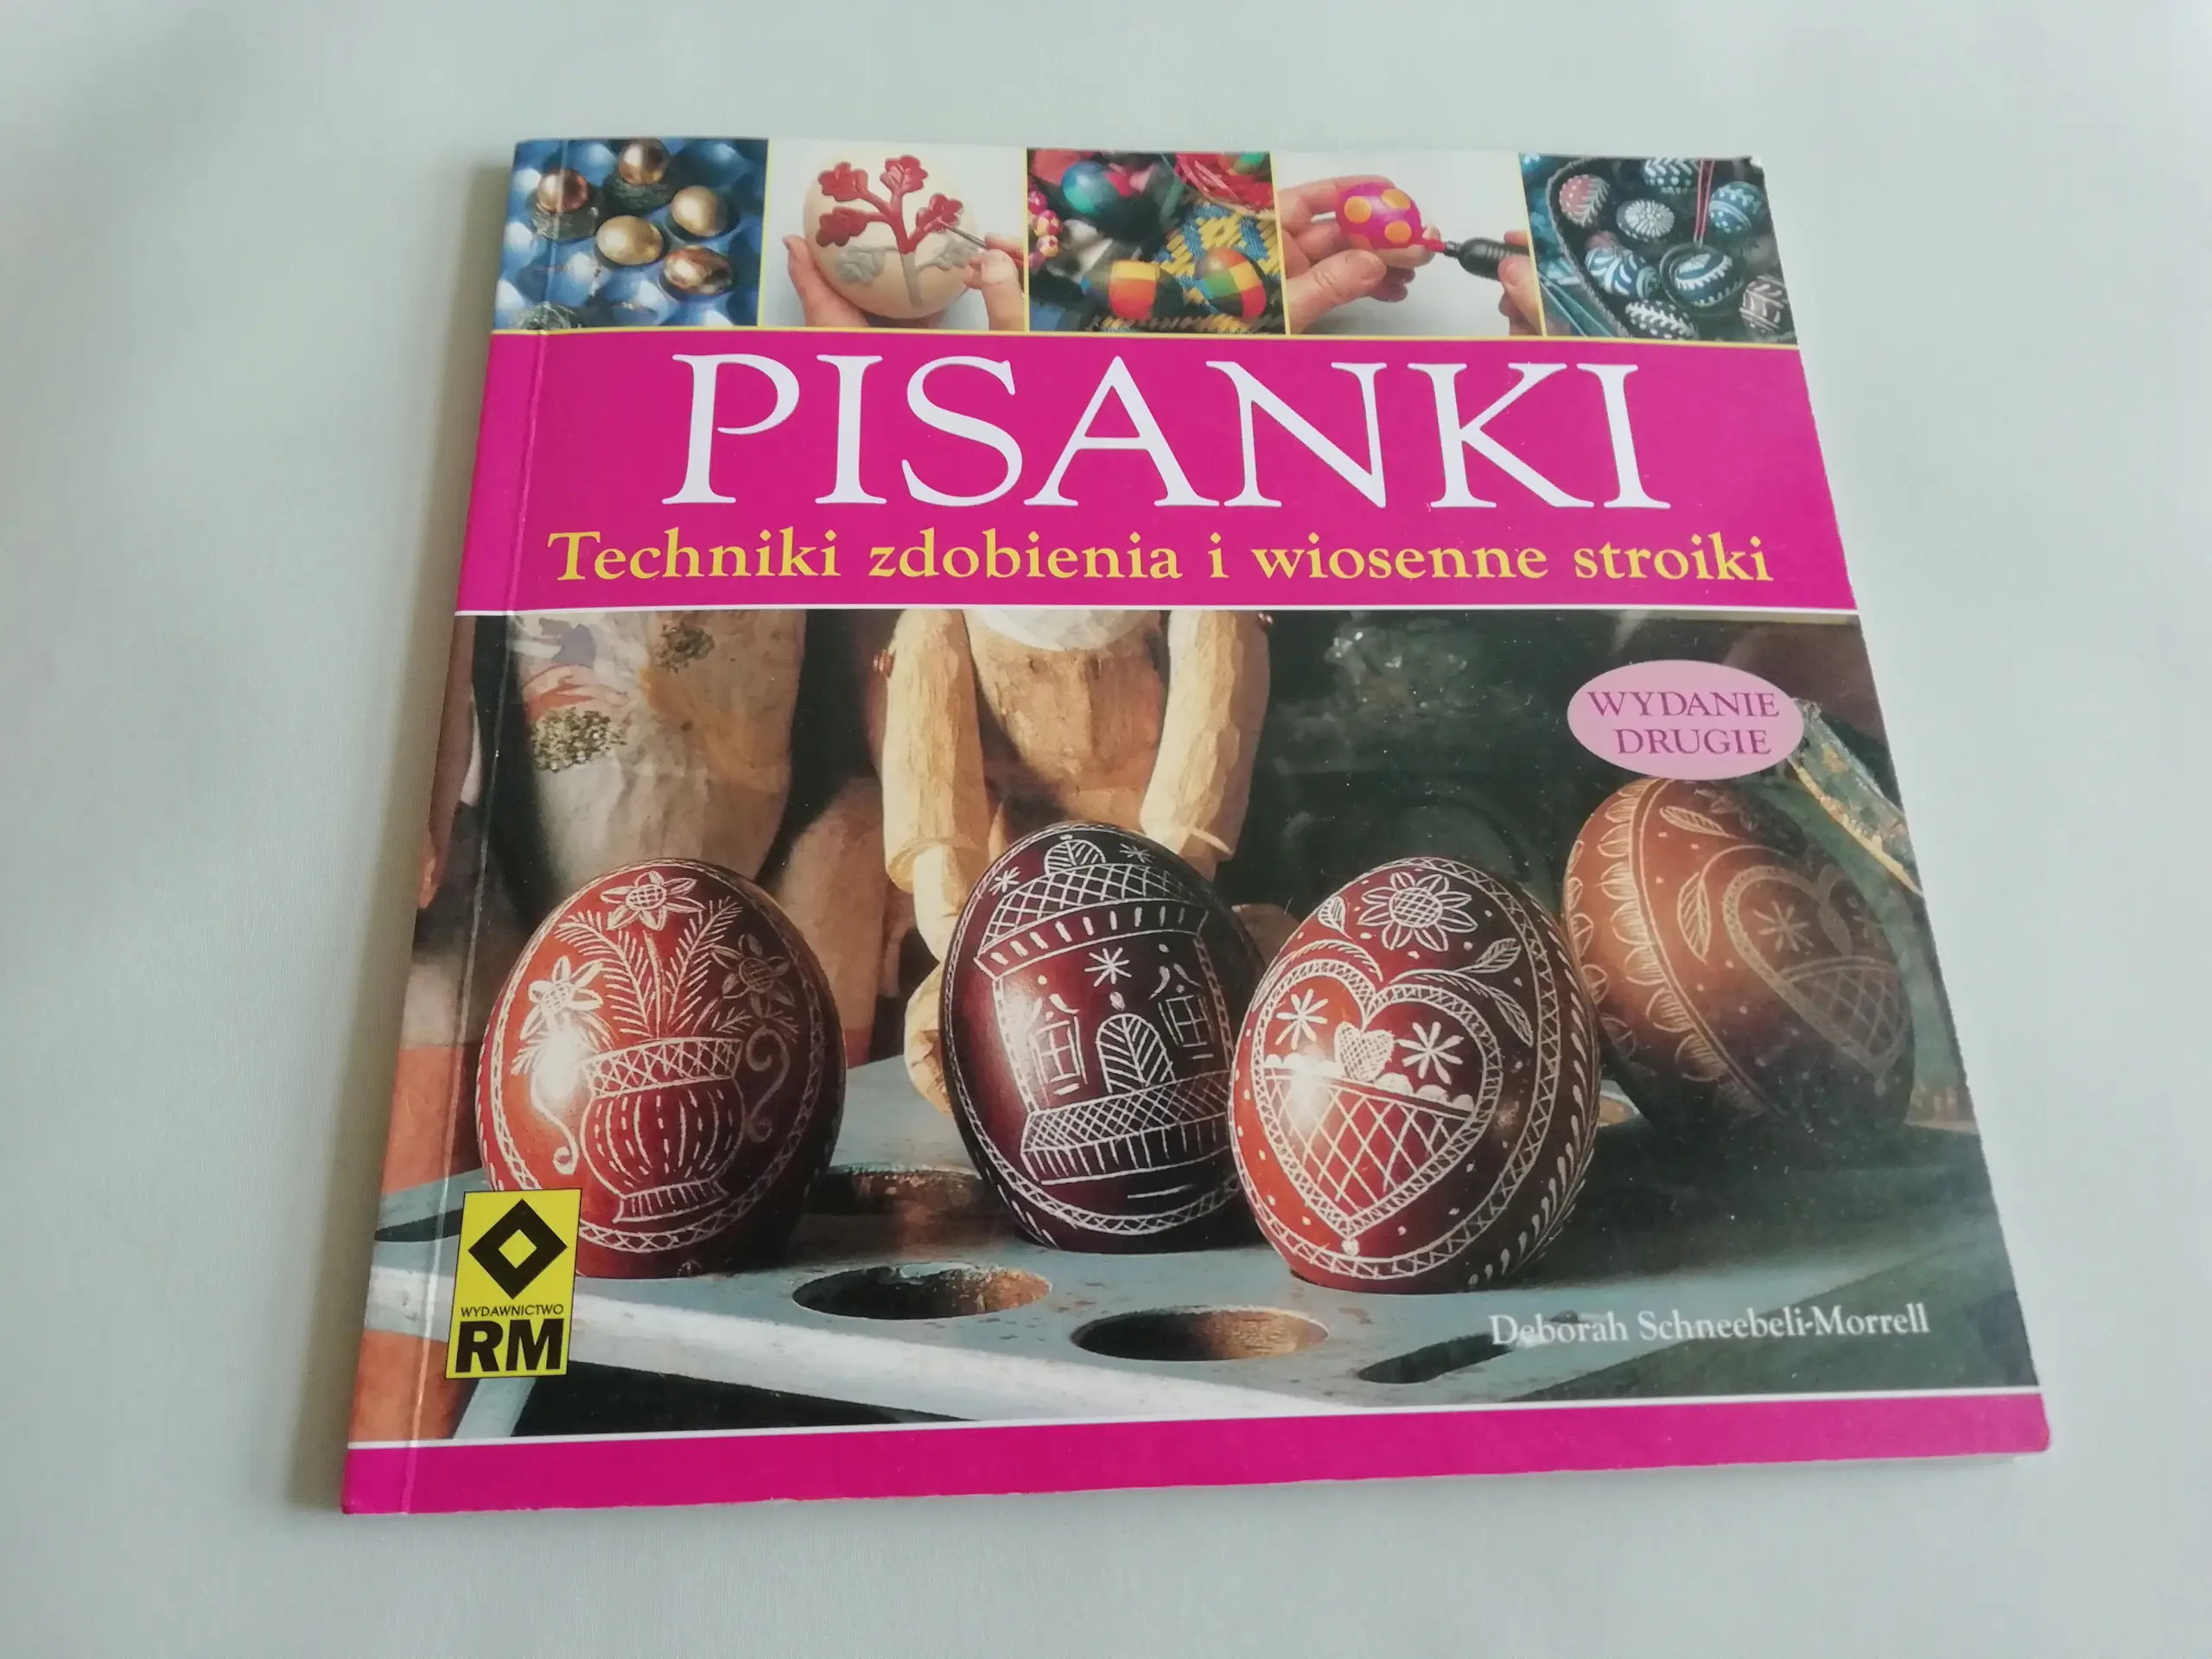 PISANKI
Techniki zdobienia i wiosenne stroiki
WYDANIE
DRUGIE
WYDAWNICTWO
RM
Deborah Schneebeli-Morrell